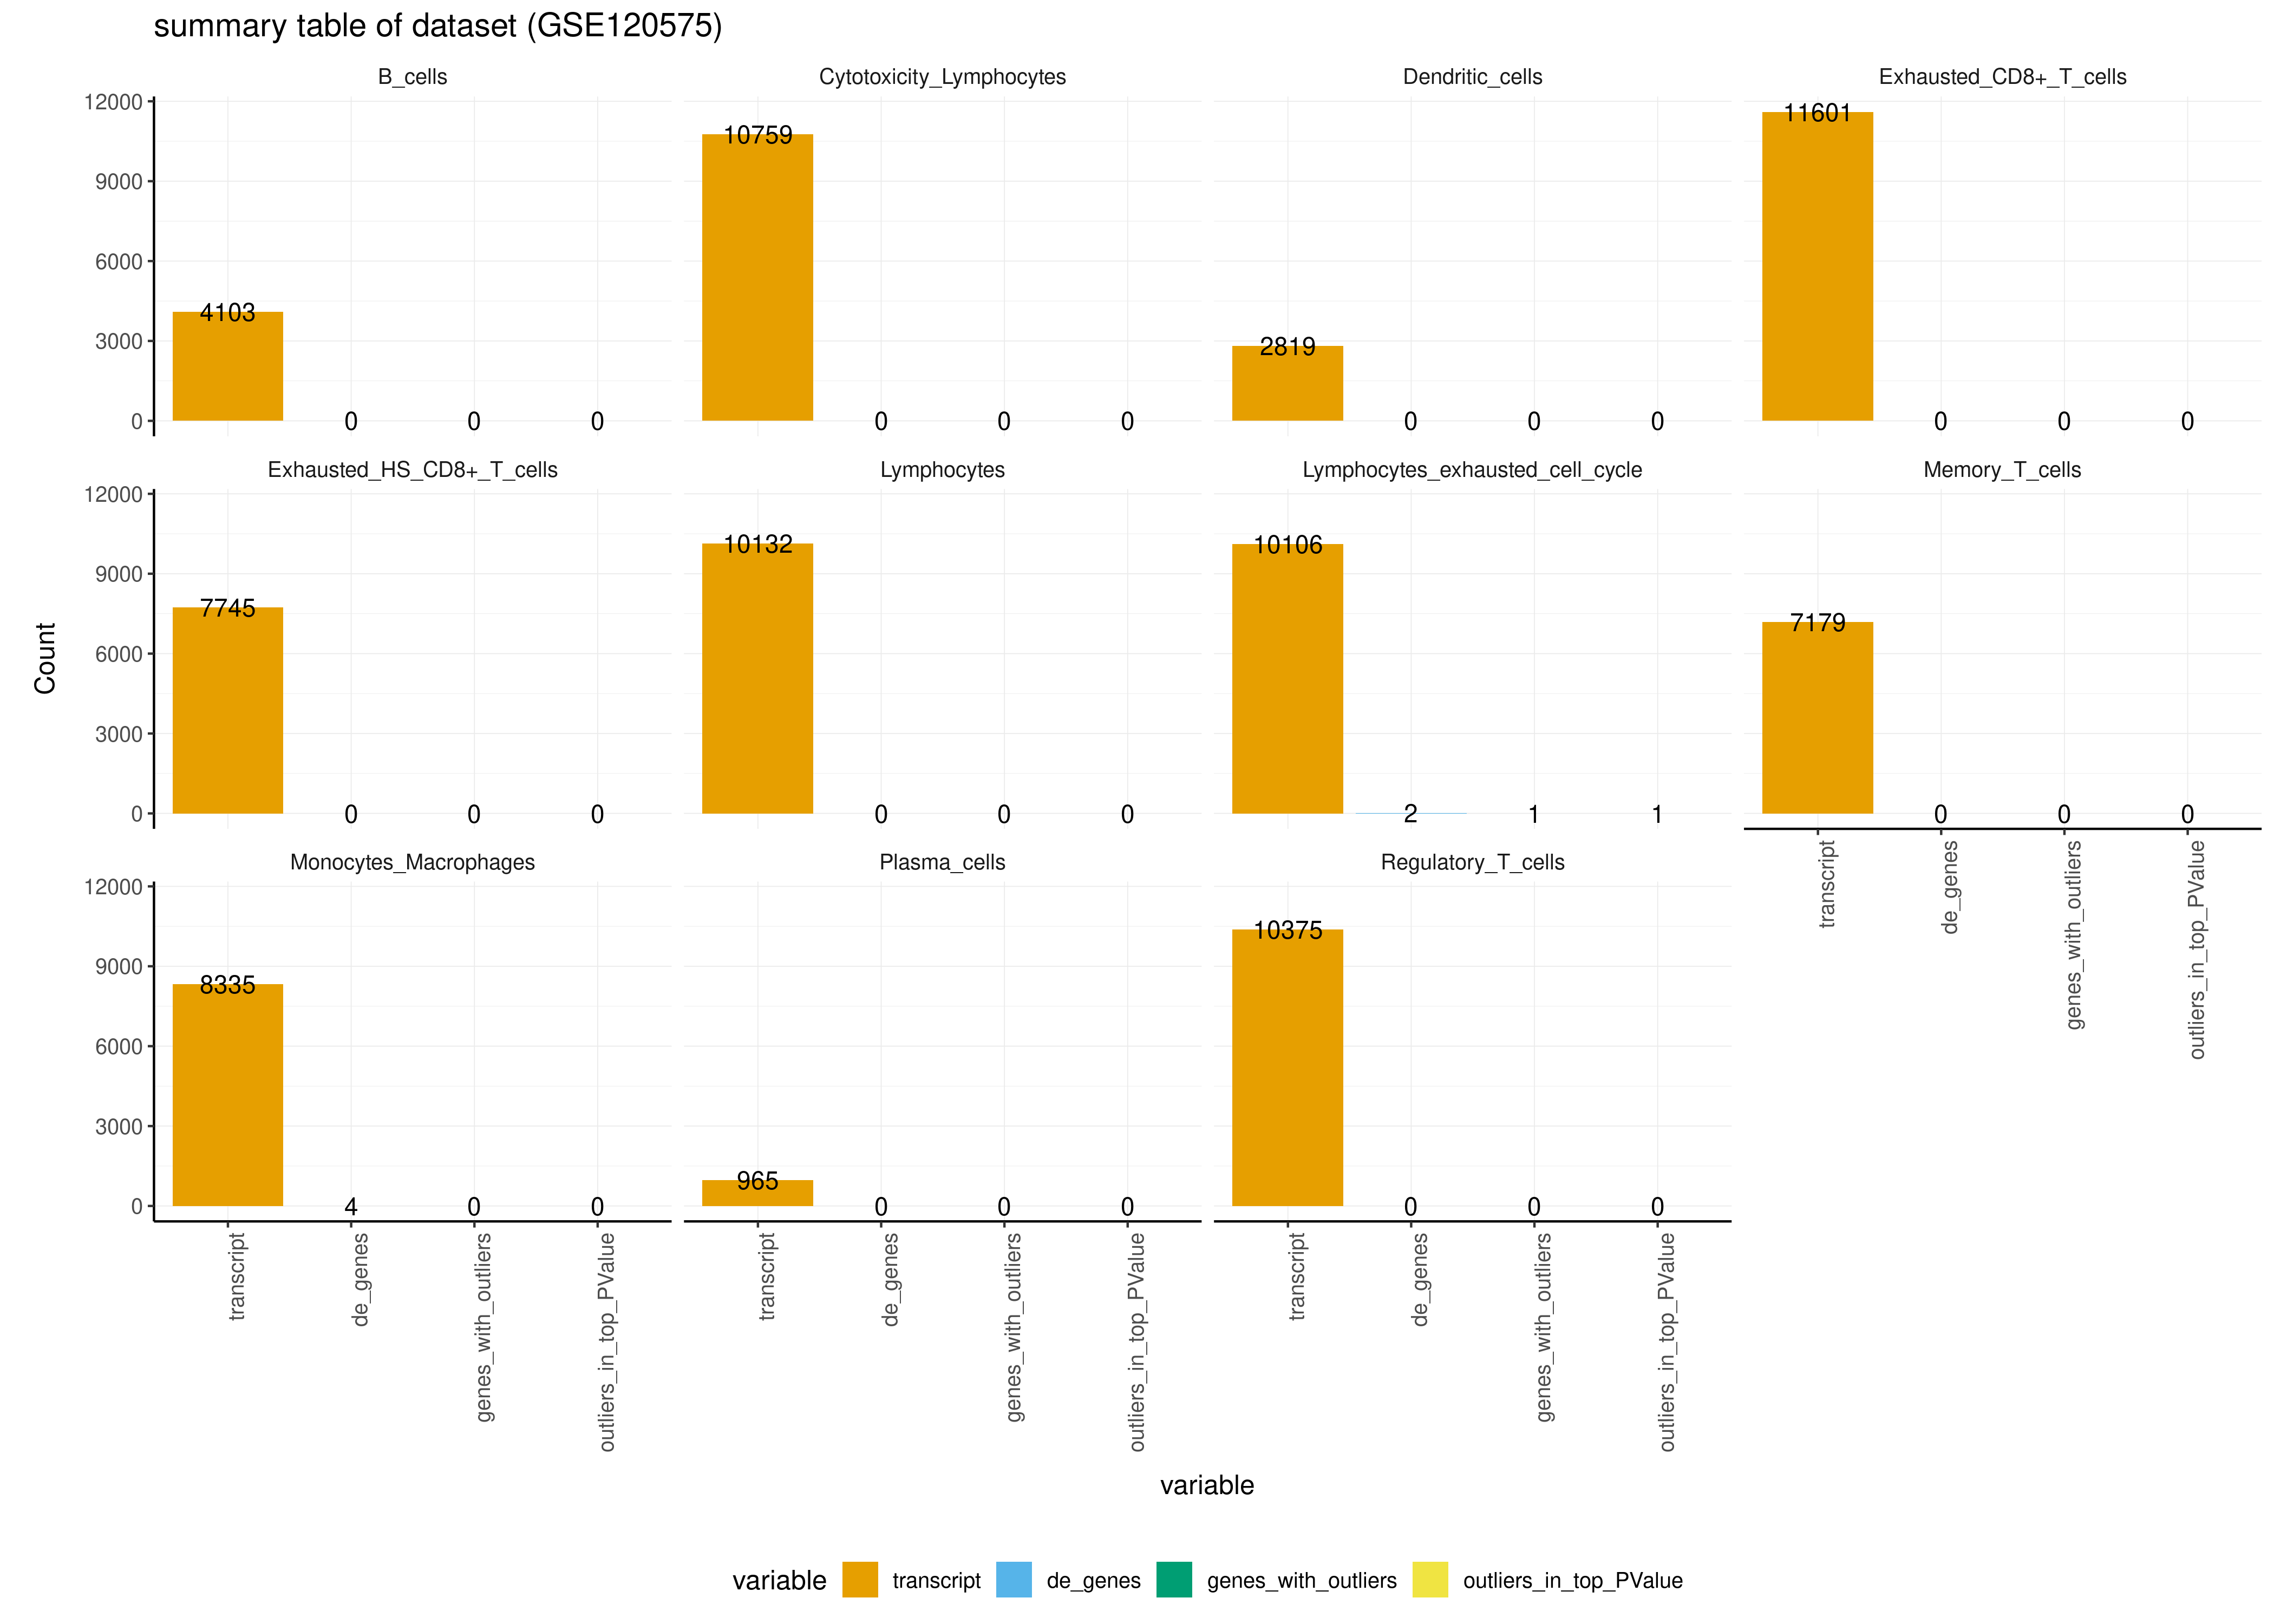 summary table of dataset (GSE120575)
B_cells
Cytotoxicity_Lymphocytes
Dendritic_cells
Exhausted_CD8+_T_cells
12000
9000
6000
3000
0
4103
0
0
0
10759
0
0
0
2819
0
0
0
11601
0
0
0
Exhausted_HS_CD8+_T_cells
Lymphocytes
Lymphocytes_exhausted_cell_cycle
Memory_T_cells
12000
9000
6000
3000
0
7745
0
0
0
10132
0
0
0
10106
2
1
1
7179
0
0
0
transcript
de_genes
genes_with_outliers
outliers_in_top_PValue
Count
Monocytes_Macrophages
Plasma_cells
Regulatory_T_cells
12000
9000
6000
3000
0
8335
4
0
0
965
0
0
0
10375
0
0
0
transcript
de_genes
genes_with_outliers
outliers_in_top_PValue
transcript
de_genes
genes_with_outliers
outliers_in_top_PValue
transcript
de_genes
genes_with_outliers
outliers_in_top_PValue
variable
variable
transcript
de_genes
genes_with_outliers
outliers_in_top_PValue